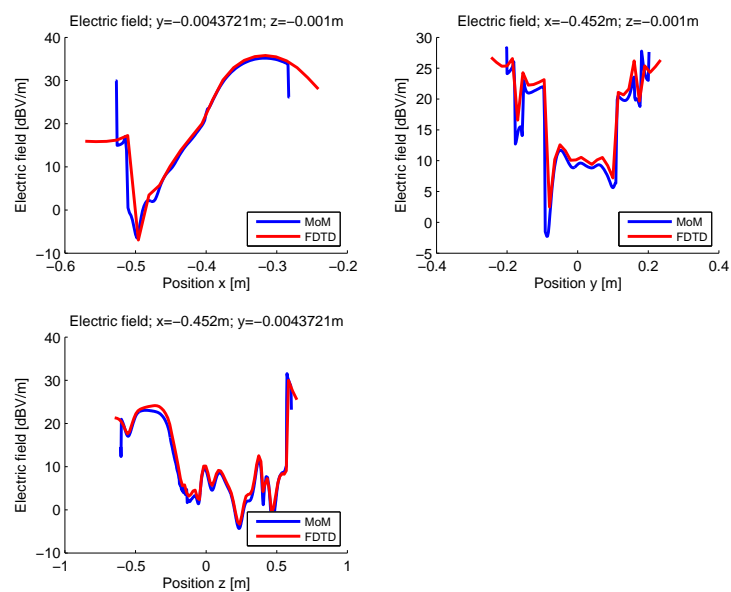 Electric field; y=−0.0043721m; z=−0.001m
Electric field [dBV/m]
40
30
20
10
0
−10
−0.6
−0.5
−0.4
−0.3
−0.2
Position x [m]
MoM
FDTD
Electric field; x=−0.452m; z=−0.001m
Electric field [dBV/m]
30
25
20
15
10
5
0
−5
−0.4
−0.2
0
0.2
0.4
Position y [m]
MoM
FDTD
Electric field; x=−0.452m; y=−0.0043721m
Electric field [dBV/m]
40
30
20
10
0
−10
−1
−0.5
0
0.5
1
Position z [m]
MoM
FDTD